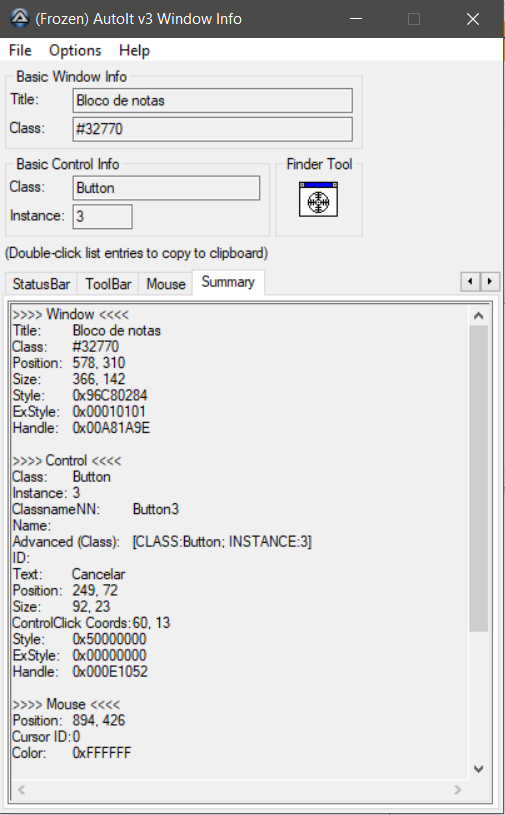 (Frozen) AutoIt v3 Window Info
File Options Help
Basic Window Info
Title: Bloco de notas
Class: #32770
Basic Control Info
Class: Button
Instance: 3
Finder Tool
(Double-click list entries to copy to clipboard)
StatusBar ToolBar Mouse Summary
>>>> Window <<<<
Title: Bloco de notas
Class: #32770
Position: 578, 310
Size: 366, 142
Style: 0x96C80284
ExStyle: 0x00010101
Handle: 0x00A81A9E
>>>> Control <<<<
Class: Button
Instance: 3
ClassnameNN: Button3
Name:
Advanced (Class): [CLASS:Button; INSTANCE:3]
ID:
Text: Cancelar
Position: 249, 72
Size: 92, 23
ControlClick Coords: 60, 13
Style: 0x50000000
ExStyle: 0x00000000
Handle: 0x000E1052
>>>> Mouse <<<<
Position: 894, 426
Cursor ID: 0
Color: 0xFFFFFF